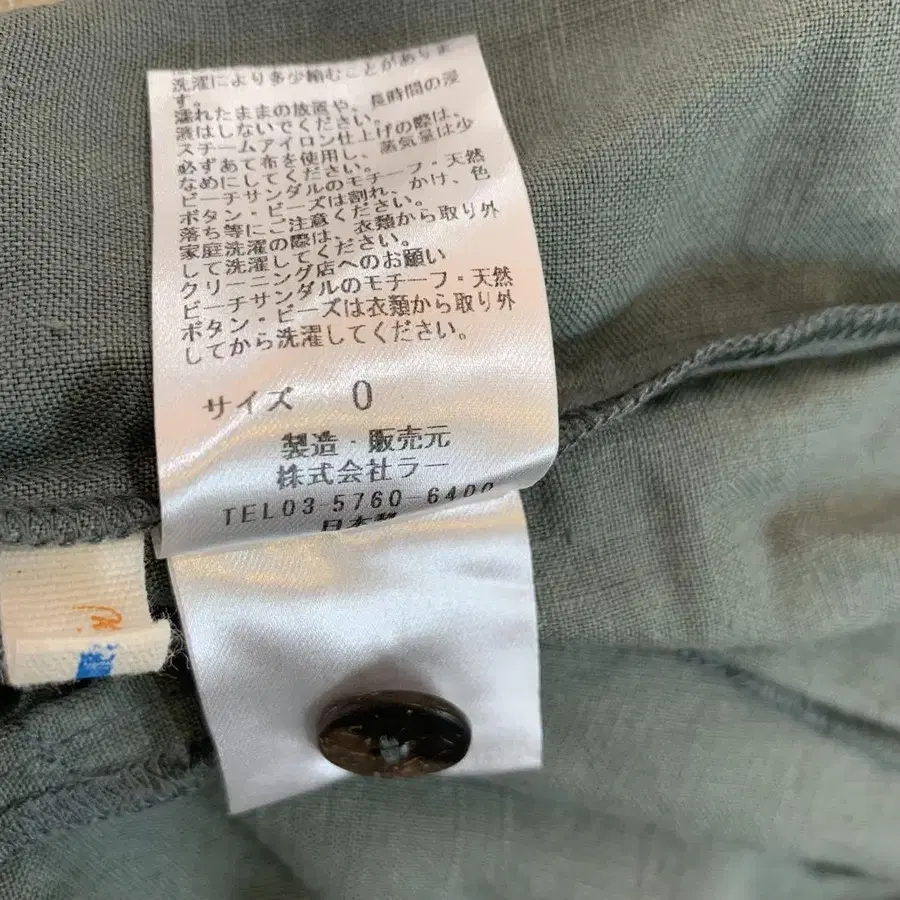 洗濯により多少縮むことがありま
す。
濡れたままの放置や、長時間の浸
液はしないでください。
スチームアイロン仕上げの際は、
必ずあて布を使用し、蒸気量は少
なめにしてください。
ビーチサンダルのモチーフ・天然
ボタン・ビーズは割れ、かけ、色
落ち等にご注意ください。
家庭洗濯の際は、衣類から取り外
して洗濯してください。
クリーニング店へのお願い
ビーチサンダルのモチーフ・天然
ボタン・ビーズは衣類から取り外
してから洗濯してください。
サイズ 0
製造・販売元
株式会社ラー
TEL03-5760-6400
日本製